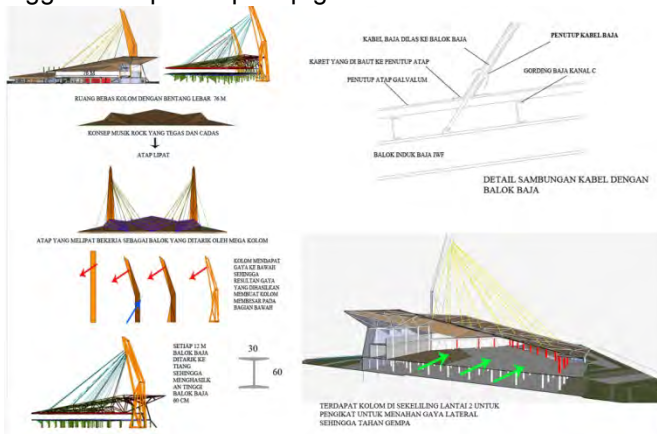 RUANG BEBAS KOLOM DENGAN BENTANG LEBAR 76 M
KONSEP MUSIK ROCK YANG TEGAS DAN CADAS
ATAP LIPAT
ATAP YANG MELIPAT BEKERJA SEBAGAI BALOK YANG DITARIK OLEH MEGA KOLOM
KOLOM MENDAPAT
GAYA KE BAWAH
SEHINGGA
RESULTAN GAYA
YANG DIHASILKAN
MEMBUAT KOLOM
MEMBESAR PADA
BAGIAN BAWAH
SETIAP 12 M
BALOK BAJA
DITARIK KE
TIANG
SEHINGGA
MENGHASILK
AN TINGGI
BALOK BAJA
60 CM
30
60
KABEL BAJA DILAS KE BALOK BAJA
PENUTUP KABEL BAJA
KARET YANG DI BAUT KE PENUTUP ATAP
GORDING BAJA KANAL C
PENUTUP BAJA GALVALUM
BALOK INDUK BAJA IWF
DETAIL SAMBUNGAN KABEL DENGAN
BALOK BAJA
TERDAPAT KOLOM DI SEKELILING LANTAI 2 UNTUK
PENGIKAT UNTUK MENAHAN GAYA LATERAL
SEHINGGA TAHAN GEMPA